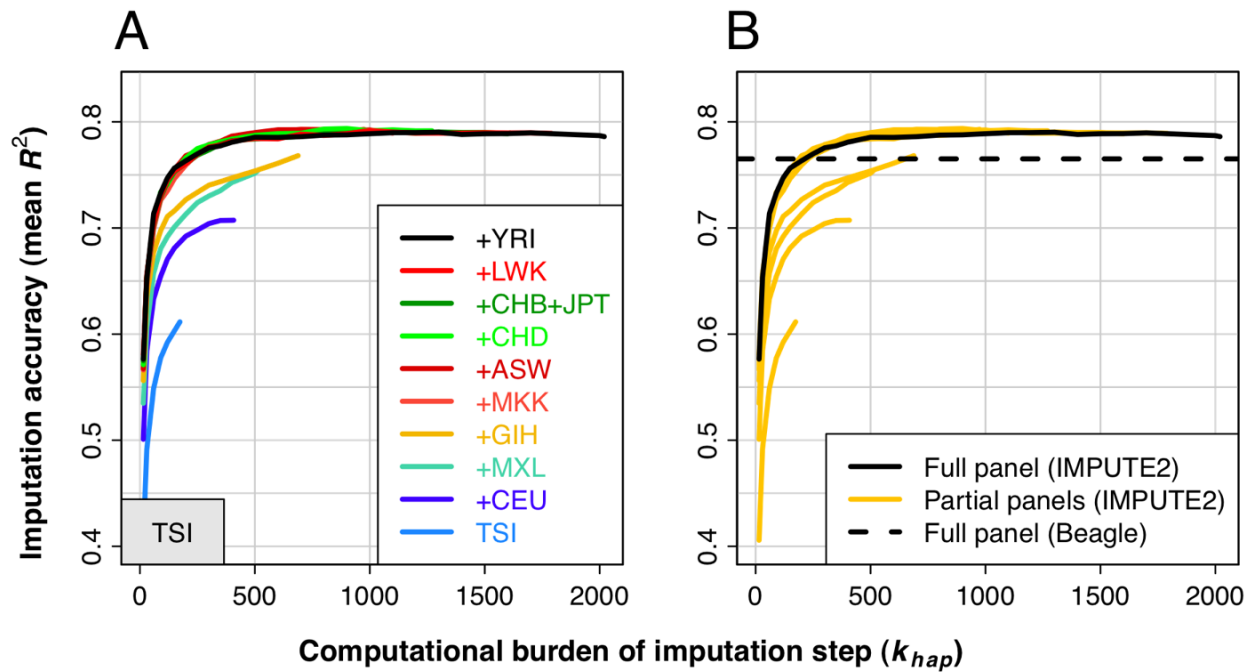 A
B
Imputation accuracy (mean R²)
0.8
0.7
0.6
0.5
0.4
+YRI
+LWK
+CHB+JPT
+CHD
+ASW
+MKK
+GIH
+MXL
+CEU
TSI
TSI
0 500 1000 1500 2000
0.8
0.7
0.6
0.5
0.4
Full panel (IMPUTE2)
Partial panels (IMPUTE2)
Full panel (Beagle)
0 500 1000 1500 2000
Computational burden of imputation step (k_hap)